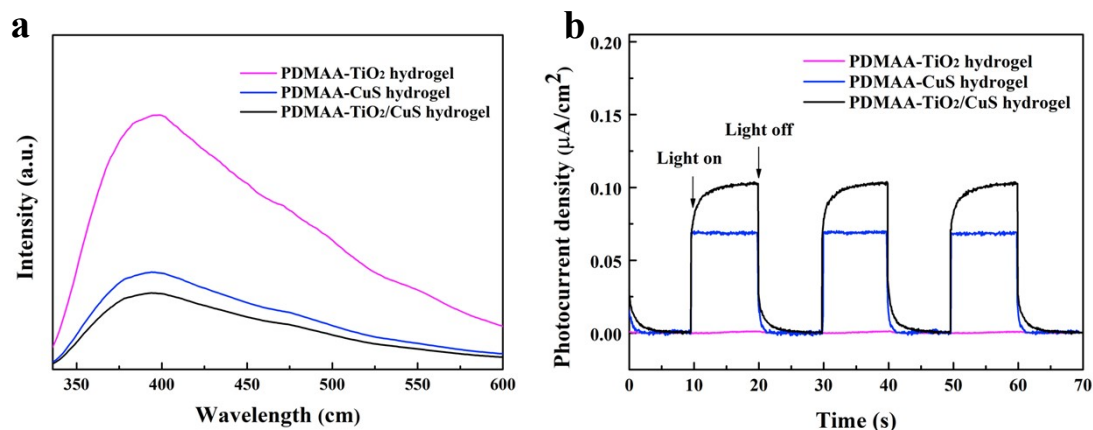 a
PDMAA-TiO₂ hydrogel
PDMAA-CuS hydrogel
PDMAA-TiO₂/CuS hydrogel
Intensity (a.u.)
350 400 450 500 550 600
Wavelength (cm)
b
PDMAA-TiO₂ hydrogel
PDMAA-CuS hydrogel
PDMAA-TiO₂/CuS hydrogel
Light off
Light on
Photocurrent density (μA/cm²)
0.20
0.15
0.10
0.05
0.00
0 10 20 30 40 50 60 70
Time (s)